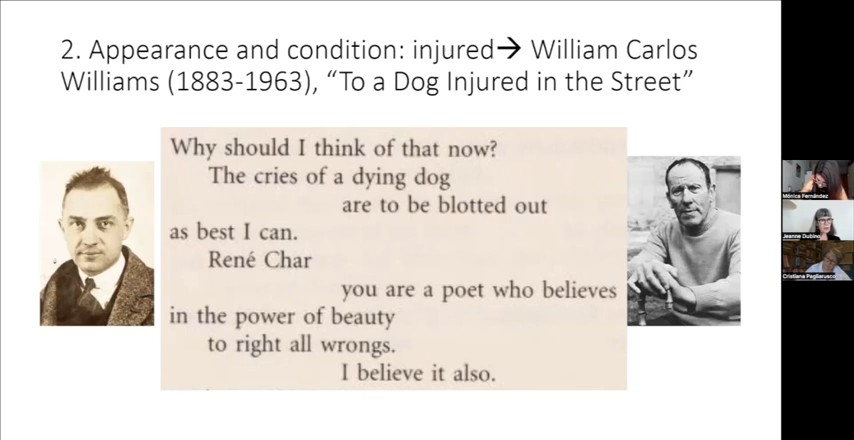 2. Appearance and condition: injured→ William Carlos
Williams (1883-1963), “To a Dog Injured in the Street”
Why should I think of that now?
The cries of a dying dog
are to be blotted out
as best I can.
René Char
you are a poet who believes
in the power of beauty
to right all wrongs.
I believe it also.
Mónica Fernández
Jeanne Dubino
Cristiana Pagliarusco